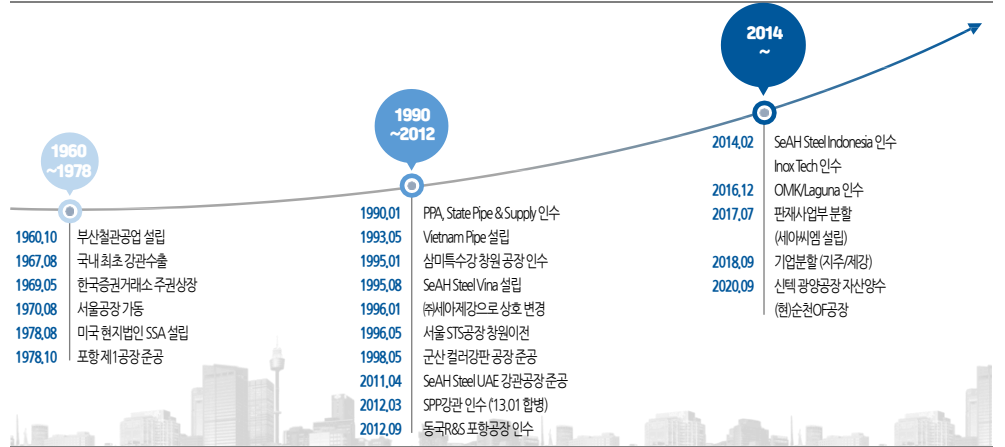 1960
~1978
1960.10 부산철관공업 설립
1967.08 국내 최초 강관수출
1969.05 한국증권거래소 주권상장
1970.08 서울공장 가동
1978.08 미국 현지법인 SSA 설립
1978.10 포항 제1공장 준공
1990
~2012
1990.01 PPA, State Pipe & Supply 인수
1993.05 Vietnam Pipe 설립
1995.01 삼미특수강 창원 공장 인수
1995.08 SeAH Steel Vina 설립
1996.01 ㈜세아제강으로 상호 변경
1996.05 서울 STS공장 창원이전
1998.05 군산 컬러강판 공장 준공
2011.04 SeAH Steel UAE 강관공장 준공
2012.03 SPP강관 인수 (‘13.01 합병)
2012.09 동국R&S 포항공장 인수
2014
~
2014.02 SeAH Steel Indonesia 인수
Inox Tech 인수
2016.12 OMK/Laguna 인수
2017.07 판재사업부 분할
(세아씨엠 설립)
2018.09 기업분할 (지주/제강)
2020.09 신텍 광양공장 자산양수
(현)순천OF공장